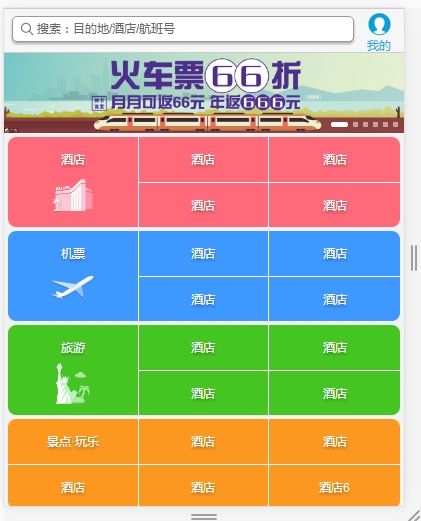 搜索：目的地/酒店/航班号
我的
火车票66折
月月可返66元 年返666元
酒店 酒店 酒店
酒店 酒店
机票 酒店 酒店
酒店 酒店
旅游 酒店 酒店
酒店 酒店
景点·玩乐 酒店 酒店
酒店 酒店 酒店6